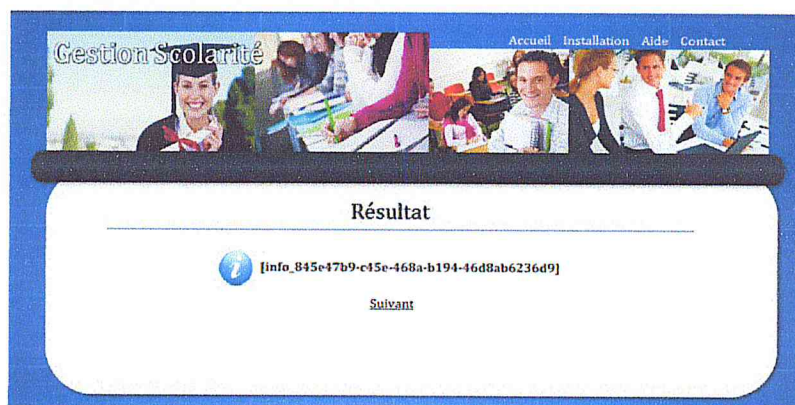 Gestion Scolarité
Accueil Installation Aide Contact
Résultat
[info_845e47b9-c45e-468a-b194-46d8ab6236d9]
Suivant